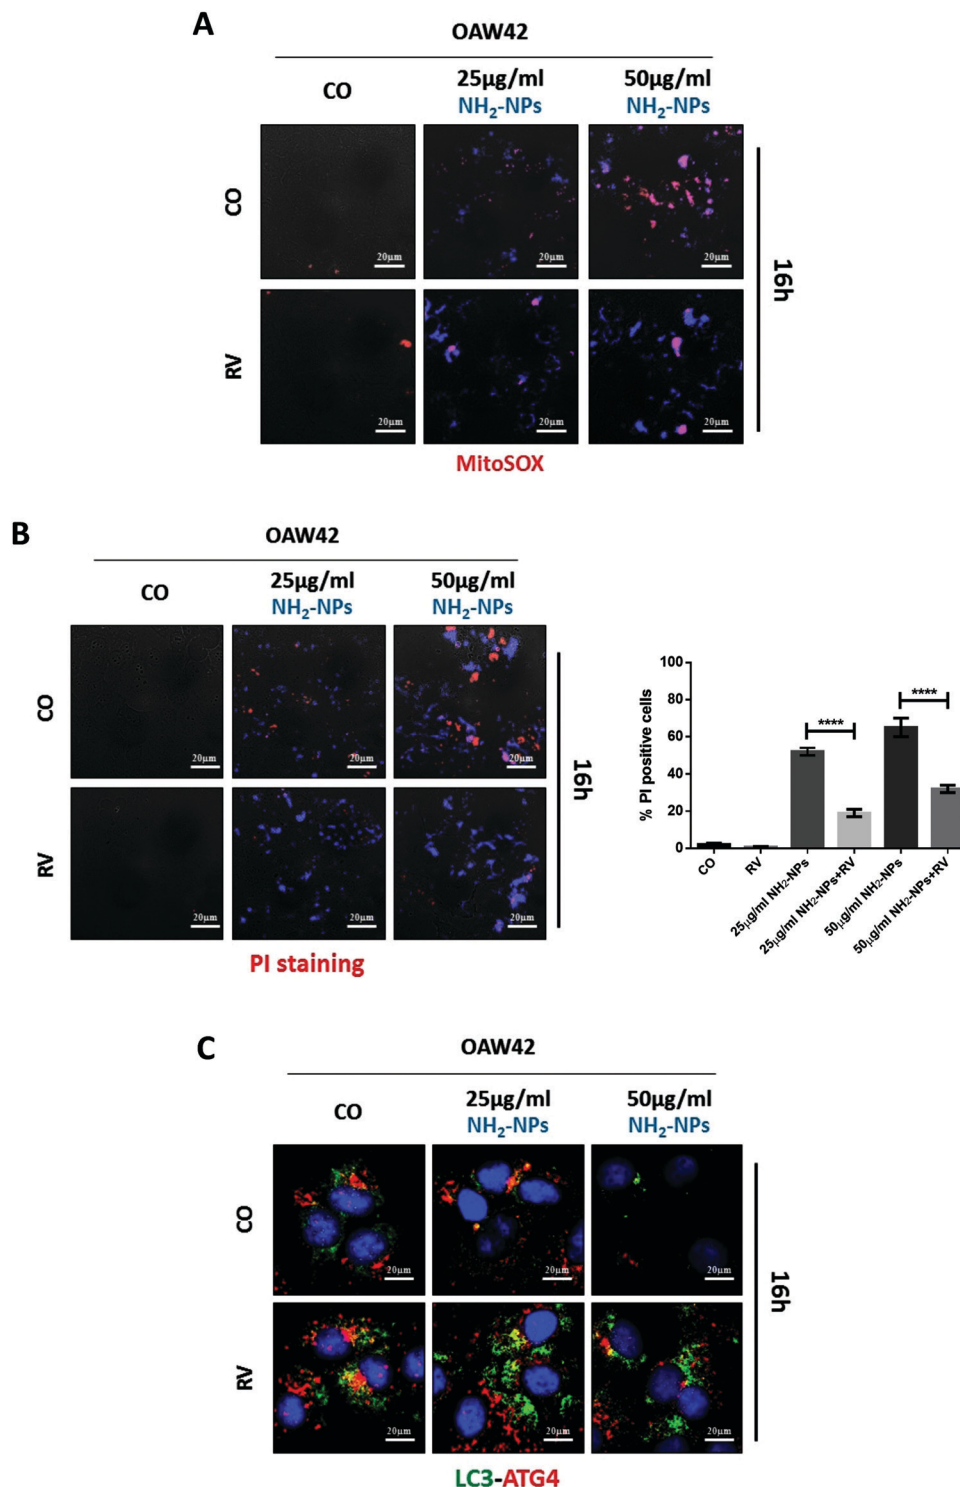 A
OAW42
CO
25µg/ml
NH₂-NPs
50µg/ml
NH₂-NPs
CO
20µm
20µm
20µm
RV
20µm
20µm
20µm
16h
MitoSOX
B
OAW42
CO
25µg/ml
NH₂-NPs
50µg/ml
NH₂-NPs
CO
20µm
20µm
20µm
RV
20µm
20µm
20µm
16h
PI staining
% PI positive cells
100
80
60
40
20
0
****
****
CO
RV
25µg/ml NH₂-NPs
25µg/ml NH₂-NPs+RV
50µg/ml NH₂-NPs
50µg/ml NH₂-NPs+RV
C
OAW42
CO
25µg/ml
NH₂-NPs
50µg/ml
NH₂-NPs
CO
20µm
20µm
20µm
RV
20µm
20µm
20µm
16h
LC3-ATG4